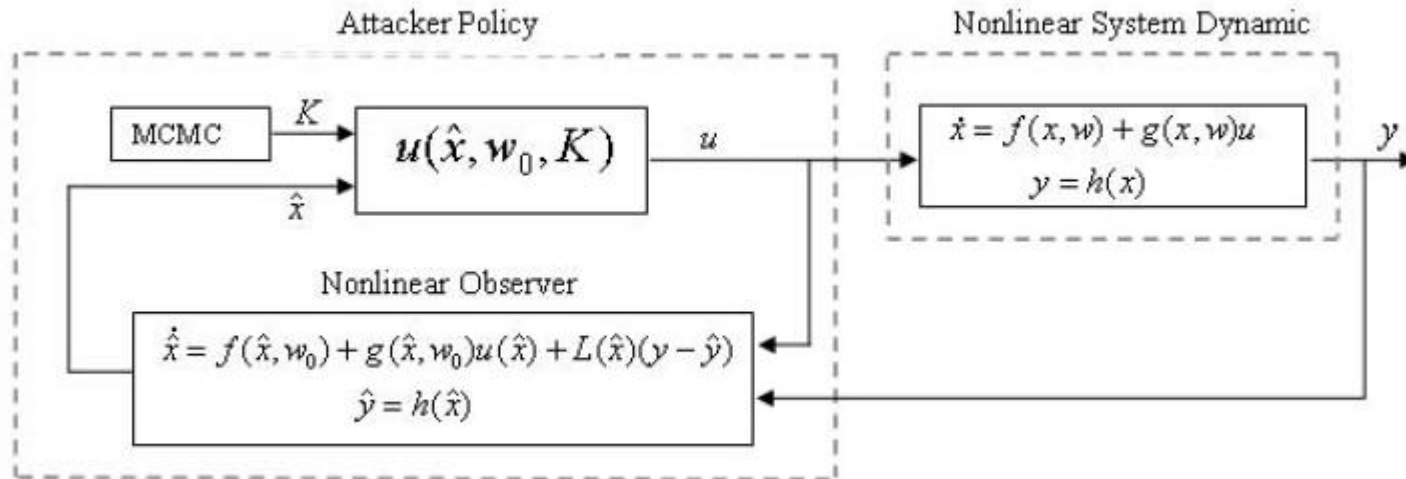 Attacker Policy
Nonlinear System Dynamic
MCMC
K
u(x̂, w₀, K)
x̂
u
ẋ = f(x, w) + g(x, w)u
y = h(x)
y
Nonlinear Observer
x̂̇ = f(x̂, w₀) + g(x̂, w₀)u(x̂) + L(x̂)(y − ŷ)
ŷ = h(x̂)